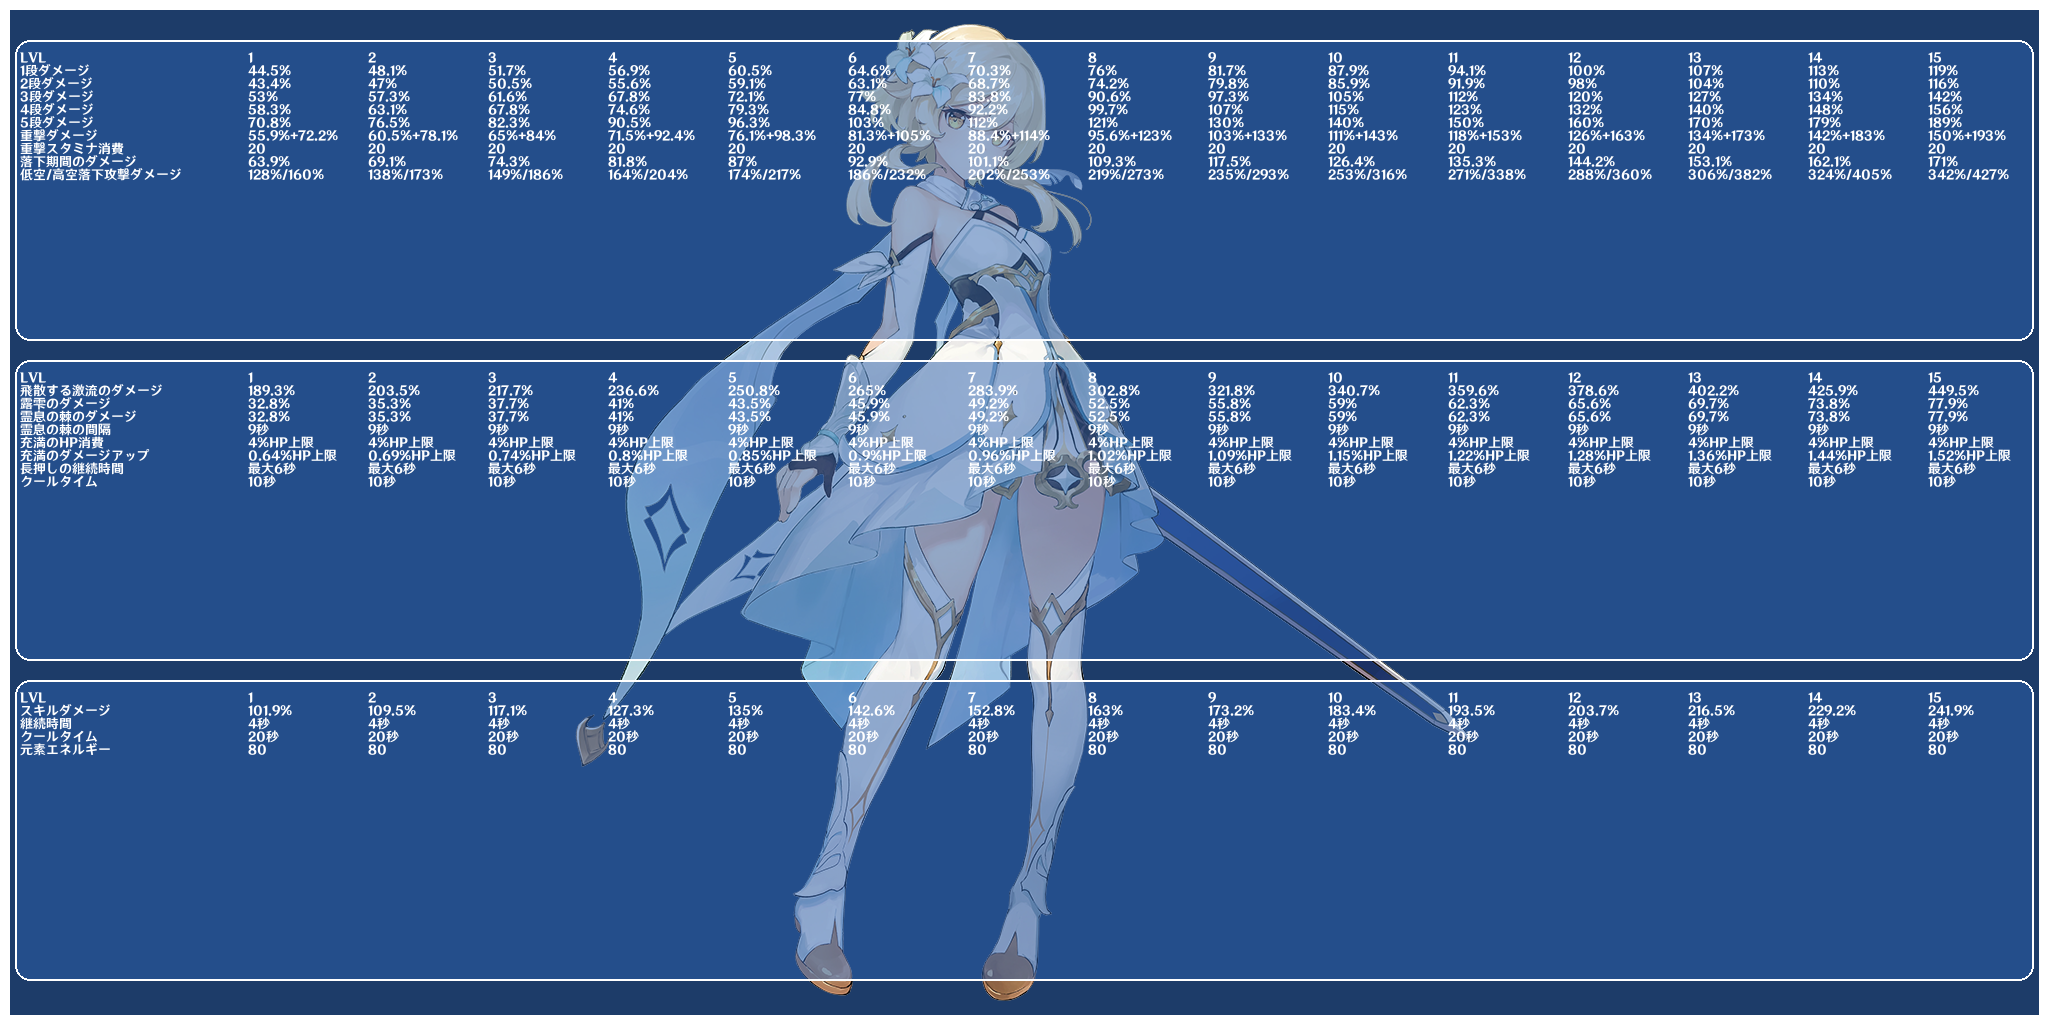 LVL 1 2 3 4 5 6 7 8 9 10 11 12 13 14 15
1段ダメージ 44.5% 48.1% 51.7% 56.9% 60.5% 64.6% 70.3% 76% 81.7% 87.9% 94.1% 100% 107% 113% 119%
2段ダメージ 43.4% 47% 50.5% 55.6% 59.1% 63.1% 68.7% 74.2% 79.8% 85.9% 91.9% 98% 104% 110% 116%
3段ダメージ 53% 57.3% 61.6% 67.8% 72.1% 77% 83.8% 90.6% 97.3% 105% 112% 120% 127% 134% 142%
4段ダメージ 58.3% 63.1% 67.8% 74.6% 79.3% 84.8% 92.2% 99.7% 107% 115% 123% 132% 140% 148% 156%
5段ダメージ 70.8% 76.5% 82.3% 90.5% 96.3% 103% 112% 121% 130% 140% 150% 160% 170% 179% 189%
重撃ダメージ 55.9%+72.2% 60.5%+78.1% 65%+84% 71.5%+92.4% 76.1%+98.3% 81.3%+105% 88.4%+114% 95.6%+123% 103%+133% 111%+143% 118%+153% 126%+163% 134%+173% 142%+183% 150%+193%
重撃スタミナ消費 20 20 20 20 20 20 20 20 20 20 20 20 20 20 20
落下期間のダメージ 63.9% 69.1% 74.3% 81.8% 87% 92.9% 101.1% 109.3% 117.5% 126.4% 135.3% 144.2% 153.1% 162.1% 171%
低空/高空落下攻撃ダメージ 128%/160% 138%/173% 149%/186% 164%/204% 174%/217% 186%/232% 202%/253% 219%/273% 235%/293% 253%/316% 271%/338% 288%/360% 306%/382% 324%/405% 342%/427%
LVL 1 2 3 4 5 6 7 8 9 10 11 12 13 14 15
飛散する激流のダメージ 189.3% 203.5% 217.7% 236.6% 250.8% 265% 283.9% 302.8% 321.8% 340.7% 359.6% 378.6% 402.2% 425.9% 449.5%
露雫のダメージ 32.8% 35.3% 37.7% 41% 43.5% 45.9% 49.2% 52.5% 55.8% 59% 62.3% 65.6% 69.7% 73.8% 77.9%
霊息の棘のダメージ 32.8% 35.3% 37.7% 41% 43.5% 45.9% 49.2% 52.5% 55.8% 59% 62.3% 65.6% 69.7% 73.8% 77.9%
霊息の棘の間隔 9秒 9秒 9秒 9秒 9秒 9秒 9秒 9秒 9秒 9秒 9秒 9秒 9秒 9秒 9秒
充満のHP消費 4%HP上限 4%HP上限 4%HP上限 4%HP上限 4%HP上限 4%HP上限 4%HP上限 4%HP上限 4%HP上限 4%HP上限 4%HP上限 4%HP上限 4%HP上限 4%HP上限 4%HP上限
充満のダメージアップ 0.64%HP上限 0.69%HP上限 0.74%HP上限 0.8%HP上限 0.85%HP上限 0.9%HP上限 0.96%HP上限 1.02%HP上限 1.09%HP上限 1.15%HP上限 1.22%HP上限 1.28%HP上限 1.36%HP上限 1.44%HP上限 1.52%HP上限
長押しの継続時間 最大6秒 最大6秒 最大6秒 最大6秒 最大6秒 最大6秒 最大6秒 最大6秒 最大6秒 最大6秒 最大6秒 最大6秒 最大6秒 最大6秒 最大6秒
クールタイム 10秒 10秒 10秒 10秒 10秒 10秒 10秒 10秒 10秒 10秒 10秒 10秒 10秒 10秒 10秒
LVL 1 2 3 4 5 6 7 8 9 10 11 12 13 14 15
スキルダメージ 101.9% 109.5% 117.1% 127.3% 135% 142.6% 152.8% 163% 173.2% 183.4% 193.5% 203.7% 216.5% 229.2% 241.9%
継続時間 4秒 4秒 4秒 4秒 4秒 4秒 4秒 4秒 4秒 4秒 4秒 4秒 4秒 4秒 4秒
クールタイム 20秒 20秒 20秒 20秒 20秒 20秒 20秒 20秒 20秒 20秒 20秒 20秒 20秒 20秒 20秒
元素エネルギー 80 80 80 80 80 80 80 80 80 80 80 80 80 80 80